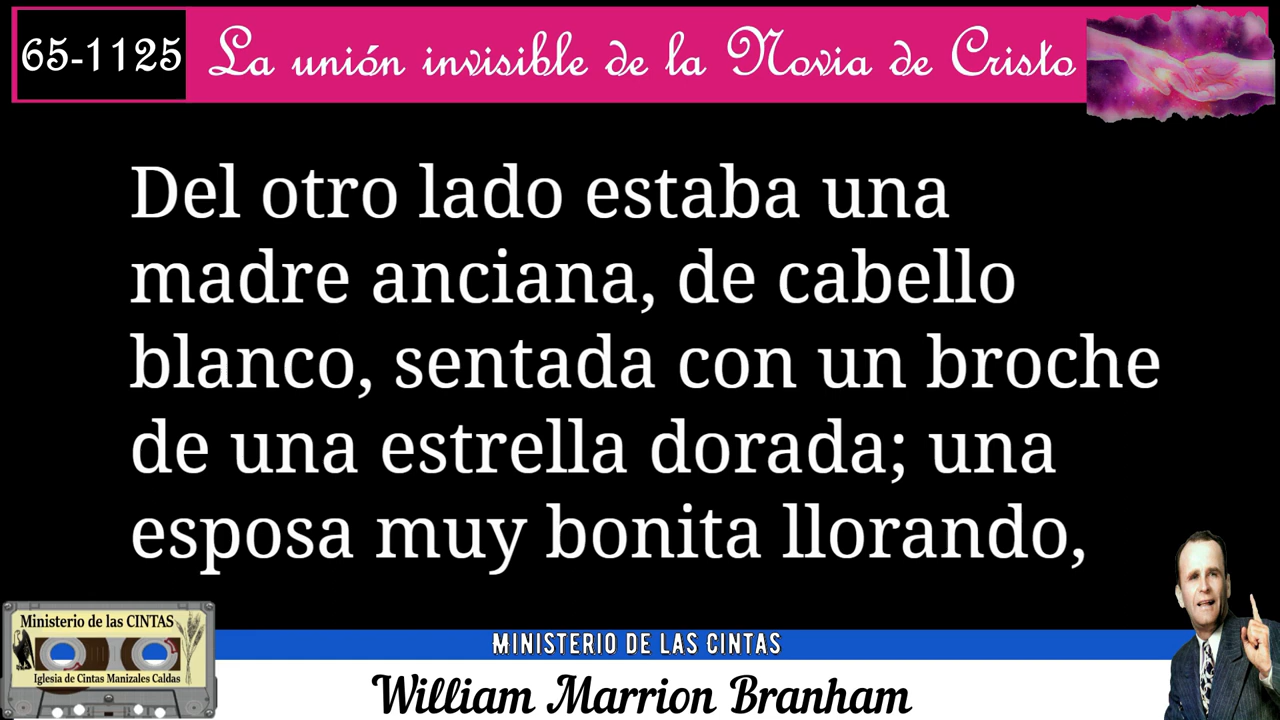 65-1125
La unión invisible de la Novia de Cristo
Del otro lado estaba una
madre anciana, de cabello
blanco, sentada con un broche
de una estrella dorada; una
esposa muy bonita llorando,
Ministerio de las CINTAS
Iglesia de Cintas Manizales Caldas
MINISTERIO DE LAS CINTAS
William Marrion Branham